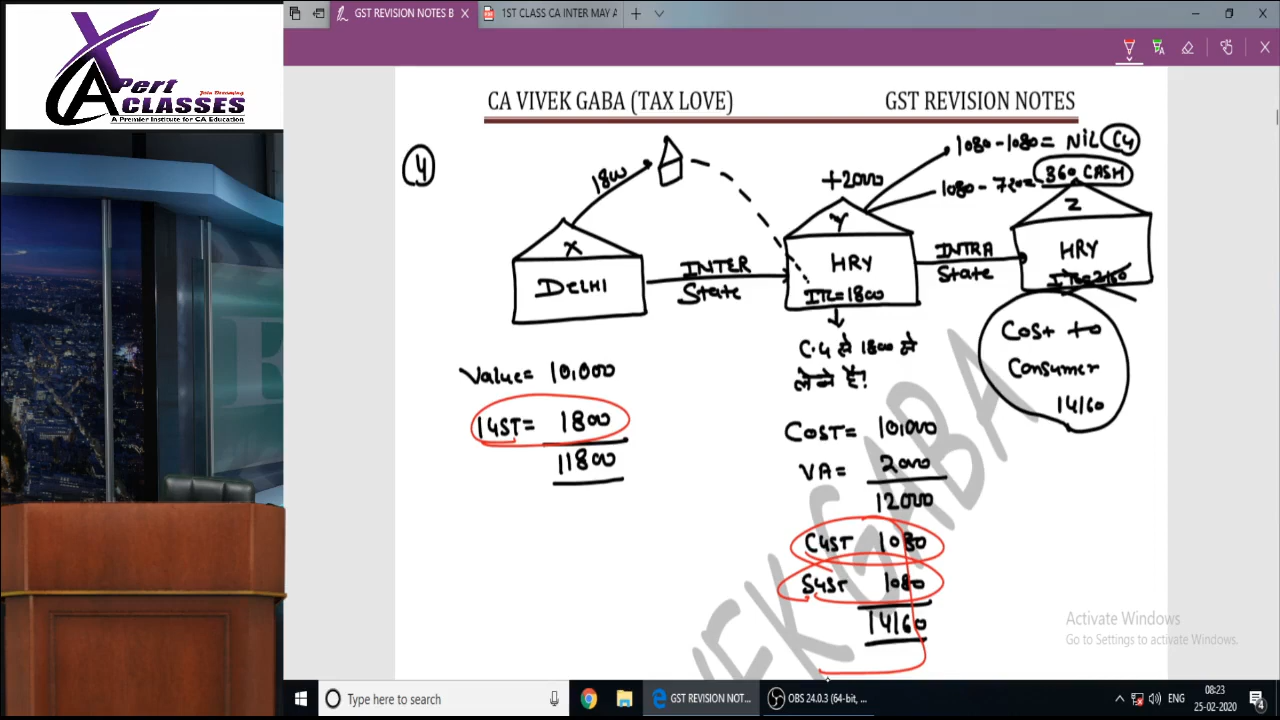 GST REVISION NOTES B
1ST CLASS CA INTER MAY A
Xpert
Join Dreaming
CA CLASSES
A Premier Institute for CA Education
CA VIVEK GABA (TAX LOVE)
GST REVISION NOTES
4
1800
+2000
1080-1080= NIL CG
1080-720= 360 CASH
X
DELHI
INTER
State
Y
HRY
ITC=1800
INTRA
State
Z
HRY
ITC=2160
C.G से 1800 ले
लेने है?
Cost to
Consumer
14160
Value= 10,000
IGST= 1800
11800
COST= 10,000
VA= 2000
12000
CGST 1080
SGST 1080
14160
VEK GABA
Activate Windows
Go to Settings to activate Windows.
Type here to search
GST REVISION NOT...
OBS 24.0.3 (64-bit, ...
ENG
08:23
25-02-2020
4